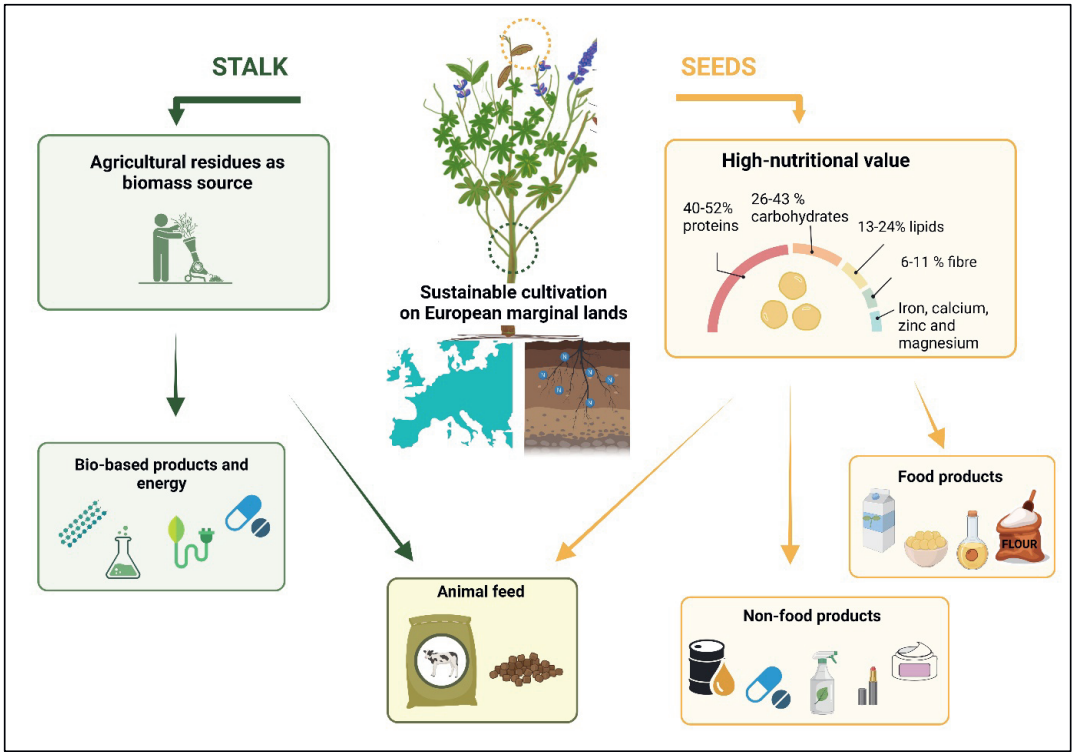 STALK
SEEDS
Agricultural residues as
biomass source
High-nutritional value
40-52%
proteins
26-43 %
carbohydrates
13-24% lipids
6-11 % fibre
Iron, calcium,
zinc and
magnesium
Sustainable cultivation
on European marginal lands
N
N
N
N
N
Bio-based products and
energy
Food products
FLOUR
Animal feed
Non-food products